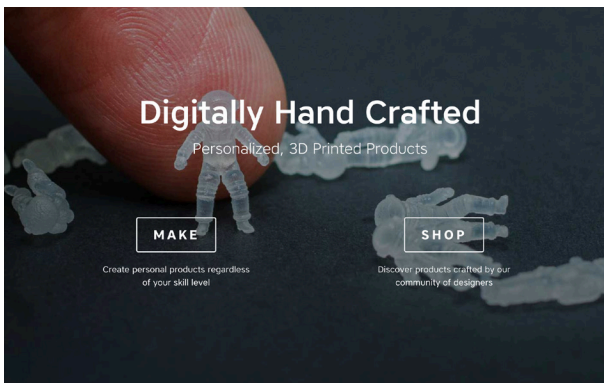 Digitally Hand Crafted
Personalized, 3D Printed Products
MAKE
Create personal products regardless
of your skill level
SHOP
Discover products crafted by our
community of designers